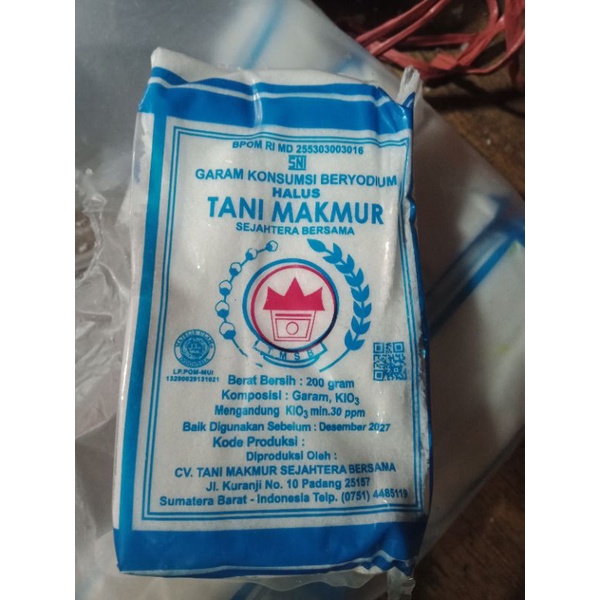 BPOM RI MD 255303003016
SNI
GARAM KONSUMSI BERYODIUM
HALUS
TANI MAKMUR
SEJAHTERA BERSAMA
TMSB
LP.POM-MUI
13290029131021
Berat Bersih : 200 gram
Komposisi : Garam, KIO3
Mengandung KIO3 min.30 ppm
Baik Digunakan Sebelum : Desember 2027
Kode Produksi :
Diproduksi Oleh :
CV. TANI MAKMUR SEJAHTERA BERSAMA
Jl. Kuranji No. 10 Padang 25157
Sumatera Barat - Indonesia Telp. (0751) 4485119